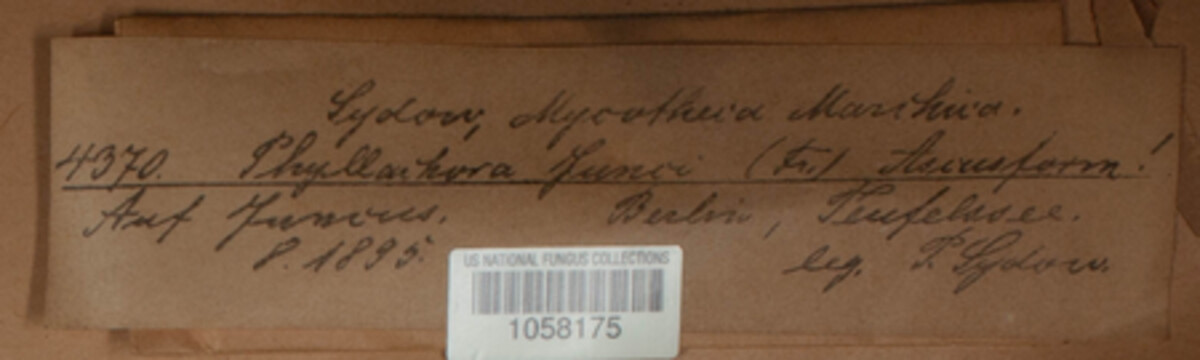 Sydow, Mycotheca Marchica.
4370. Phyllachora Junci (Fr.) Ascusform!
Auf Juncus. Berlin, Teufelssee.
8. 1895. leg. P. Sydow.
US NATIONAL FUNGUS COLLECTIONS
1058175